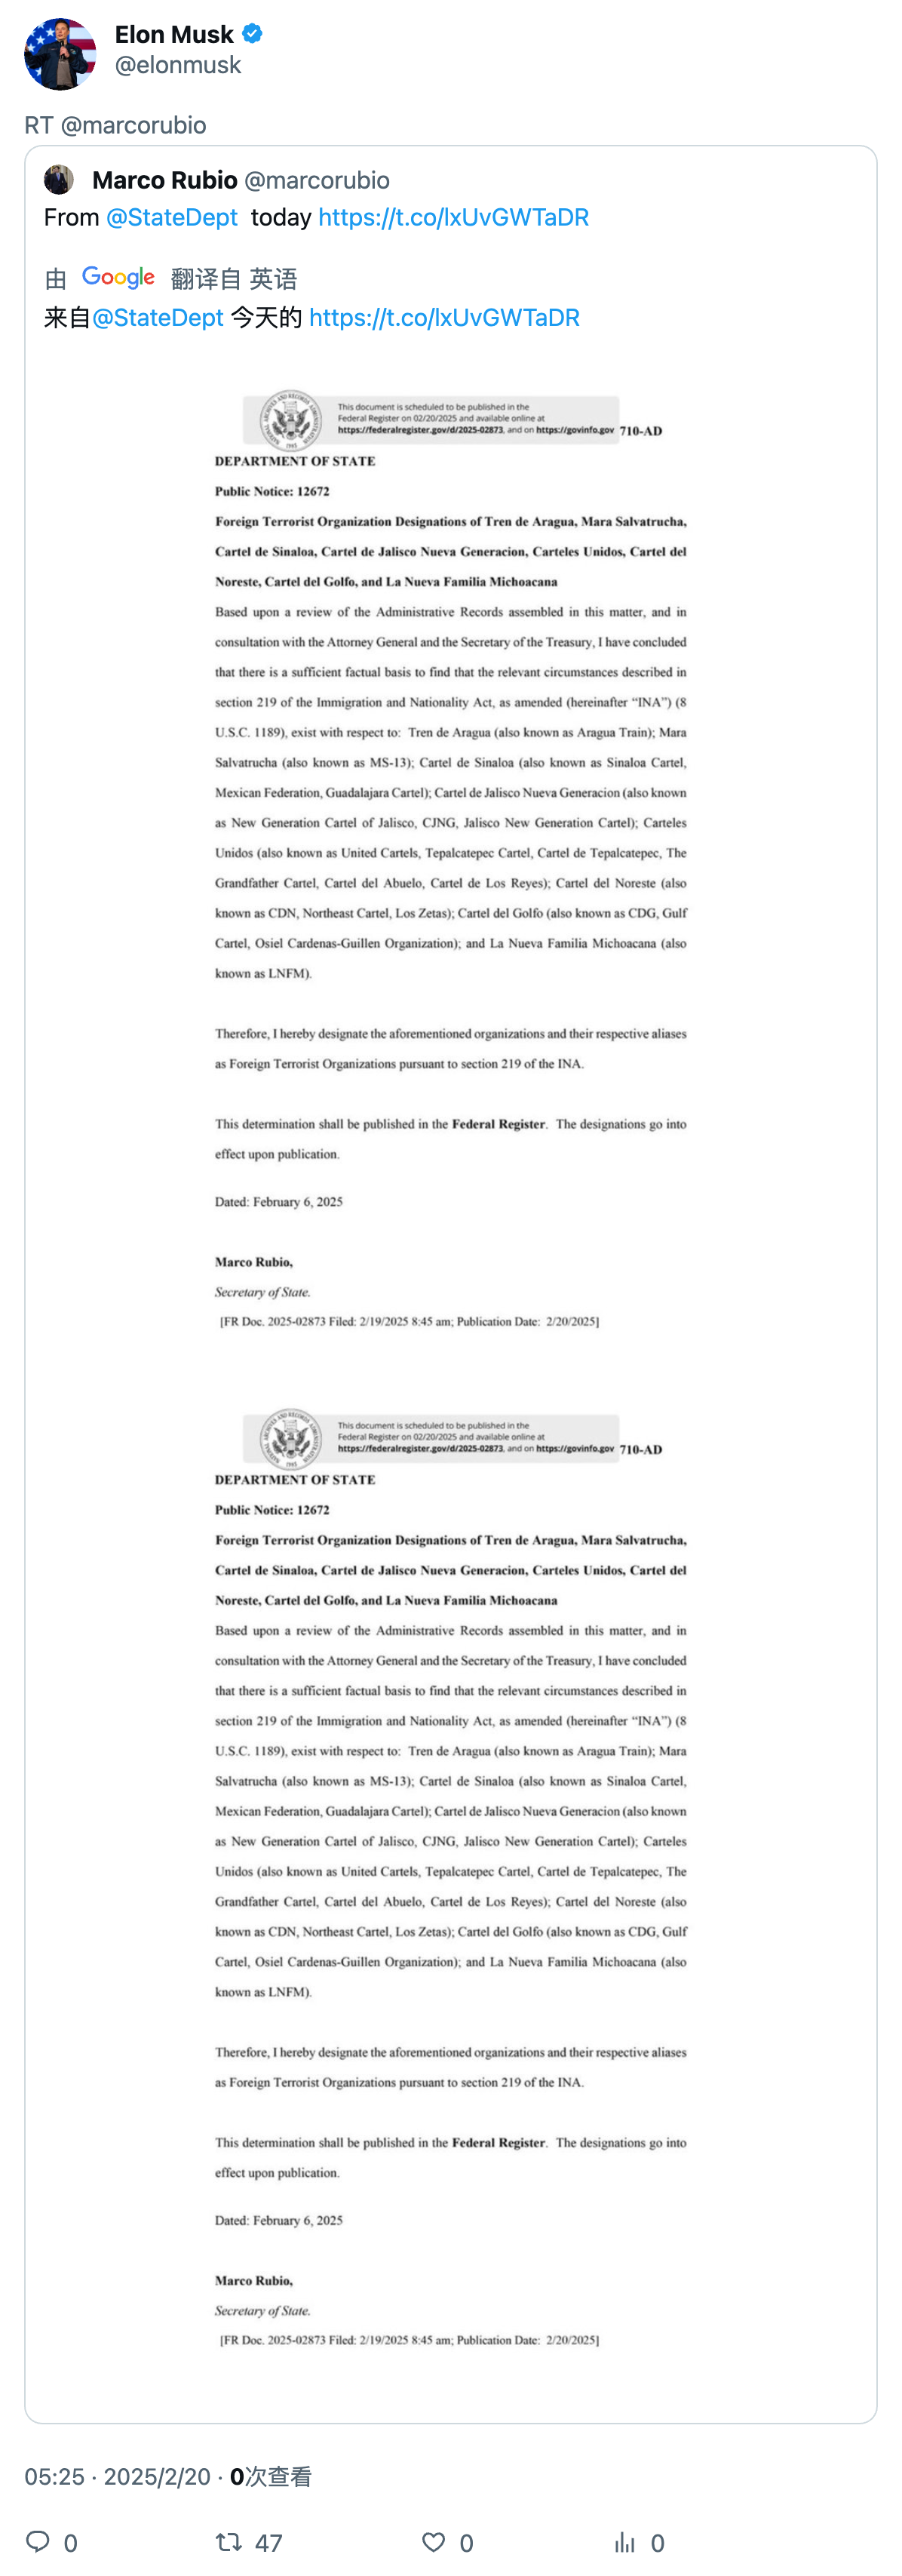 Elon Musk
@elonmusk
RT @marcorubio
Marco Rubio @marcorubio
From @StateDept today https://t.co/lxUvGWTaDR
由 Google 翻译自 英语
来自@StateDept 今天的 https://t.co/lxUvGWTaDR
This document is scheduled to be published in the
Federal Register on 02/20/2025 and available online at
https://federalregister.gov/d/2025-02873, and on https://govinfo.gov 710-AD
DEPARTMENT OF STATE
Public Notice: 12672
Foreign Terrorist Organization Designations of Tren de Aragua, Mara Salvatrucha,
Cartel de Sinaloa, Cartel de Jalisco Nueva Generacion, Carteles Unidos, Cartel del
Noreste, Cartel del Golfo, and La Nueva Familia Michoacana
Based upon a review of the Administrative Records assembled in this matter, and in
consultation with the Attorney General and the Secretary of the Treasury, I have concluded
that there is a sufficient factual basis to find that the relevant circumstances described in
section 219 of the Immigration and Nationality Act, as amended (hereinafter “INA”) (8
U.S.C. 1189), exist with respect to: Tren de Aragua (also known as Aragua Train); Mara
Salvatrucha (also known as MS-13); Cartel de Sinaloa (also known as Sinaloa Cartel,
Mexican Federation, Guadalajara Cartel); Cartel de Jalisco Nueva Generacion (also known
as New Generation Cartel of Jalisco, CJNG, Jalisco New Generation Cartel); Carteles
Unidos (also known as United Cartels, Tepalcatepec Cartel, Cartel de Tepalcatepec, The
Grandfather Cartel, Cartel del Abuelo, Cartel de Los Reyes); Cartel del Noreste (also
known as CDN, Northeast Cartel, Los Zetas); Cartel del Golfo (also known as CDG, Gulf
Cartel, Osiel Cardenas-Guillen Organization); and La Nueva Familia Michoacana (also
known as LNFM).
Therefore, I hereby designate the aforementioned organizations and their respective aliases
as Foreign Terrorist Organizations pursuant to section 219 of the INA.
This determination shall be published in the Federal Register. The designations go into
effect upon publication.
Dated: February 6, 2025
Marco Rubio,
Secretary of State.
[FR Doc. 2025-02873 Filed: 2/19/2025 8:45 am; Publication Date: 2/20/2025]
This document is scheduled to be published in the
Federal Register on 02/20/2025 and available online at
https://federalregister.gov/d/2025-02873, and on https://govinfo.gov 710-AD
DEPARTMENT OF STATE
Public Notice: 12672
Foreign Terrorist Organization Designations of Tren de Aragua, Mara Salvatrucha,
Cartel de Sinaloa, Cartel de Jalisco Nueva Generacion, Carteles Unidos, Cartel del
Noreste, Cartel del Golfo, and La Nueva Familia Michoacana
Based upon a review of the Administrative Records assembled in this matter, and in
consultation with the Attorney General and the Secretary of the Treasury, I have concluded
that there is a sufficient factual basis to find that the relevant circumstances described in
section 219 of the Immigration and Nationality Act, as amended (hereinafter “INA”) (8
U.S.C. 1189), exist with respect to: Tren de Aragua (also known as Aragua Train); Mara
Salvatrucha (also known as MS-13); Cartel de Sinaloa (also known as Sinaloa Cartel,
Mexican Federation, Guadalajara Cartel); Cartel de Jalisco Nueva Generacion (also known
as New Generation Cartel of Jalisco, CJNG, Jalisco New Generation Cartel); Carteles
Unidos (also known as United Cartels, Tepalcatepec Cartel, Cartel de Tepalcatepec, The
Grandfather Cartel, Cartel del Abuelo, Cartel de Los Reyes); Cartel del Noreste (also
known as CDN, Northeast Cartel, Los Zetas); Cartel del Golfo (also known as CDG, Gulf
Cartel, Osiel Cardenas-Guillen Organization); and La Nueva Familia Michoacana (also
known as LNFM).
Therefore, I hereby designate the aforementioned organizations and their respective aliases
as Foreign Terrorist Organizations pursuant to section 219 of the INA.
This determination shall be published in the Federal Register. The designations go into
effect upon publication.
Dated: February 6, 2025
Marco Rubio,
Secretary of State.
[FR Doc. 2025-02873 Filed: 2/19/2025 8:45 am; Publication Date: 2/20/2025]
05:25 · 2025/2/20 · 0次查看
0 47 0 0